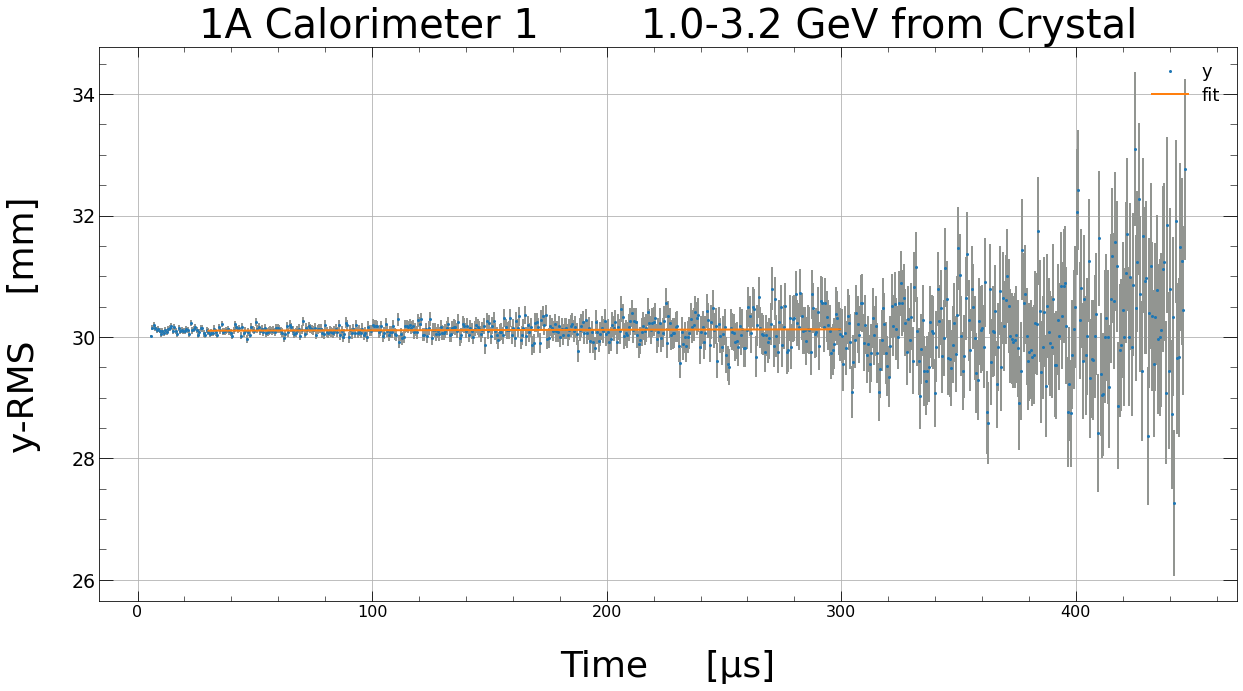 1A Calorimeter 1 1.0-3.2 GeV from Crystal
y
fit
34
32
30
28
26
y-RMS [mm]
0 100 200 300 400
Time [µs]